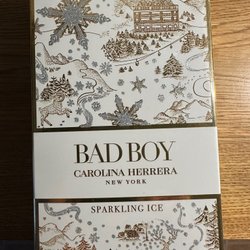 BAD BOY
CAROLINA HERRERA
NEW YORK
SPARKLING ICE